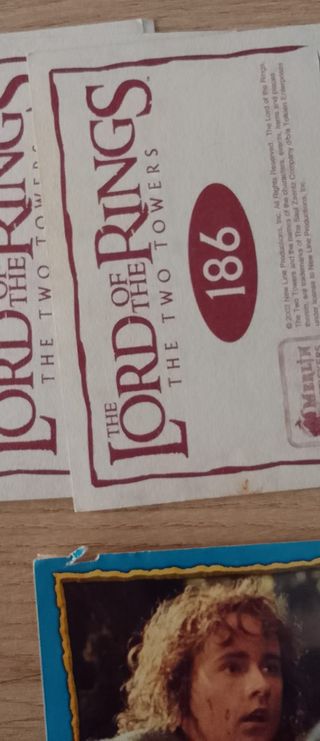 THE
LORD OF
THE RINGS™
THE TWO TOWERS
186
© 2002 New Line Productions, Inc. All Rights Reserved. The Lord of the Rings,
The Two Towers and the names of the characters, events, items and places
therein, are trademarks of The Saul Zaentz Company d/b/a Tolkien Enterprises
under license to New Line Productions, Inc.
MERLIN
LORD OF
THE RINGS
THE TWO TOWERS